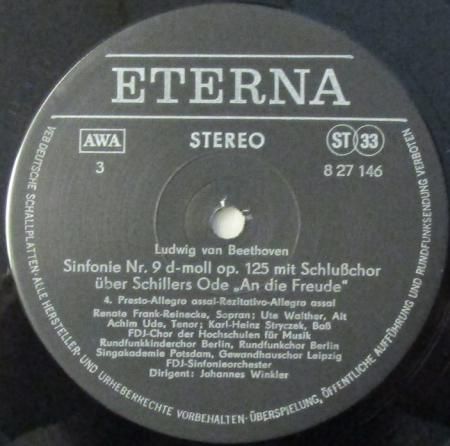 ETERNA
AWA
STEREO
ST 33
3
8 27 146
Ludwig van Beethoven
Sinfonie Nr. 9 d-moll op. 125 mit Schlußchor
über Schillers Ode „An die Freude“
4. Presto-Allegro assai-Rezitativo-Allegro assai
Renate Frank-Reinecke, Sopran; Ute Walther, Alt
Achim Ude, Tenor; Karl-Heinz Stryczek, Baß
FDJ-Chor der Hochschulen für Musik
Rundfunkkinderchor Berlin, Rundfunkchor Berlin
Singakademie Potsdam, Gewandhauschor Leipzig
FDJ-Sinfonieorchester
Dirigent: Johannes Winkler
VEB DEUTSCHE SCHALLPLATTEN · ALLE HERSTELLER- UND URHEBERRECHTE VORBEHALTEN · ÜBERSPIELUNG, ÖFFENTLICHE AUFFÜHRUNG UND RUNDFUNKSENDUNG VERBOTEN